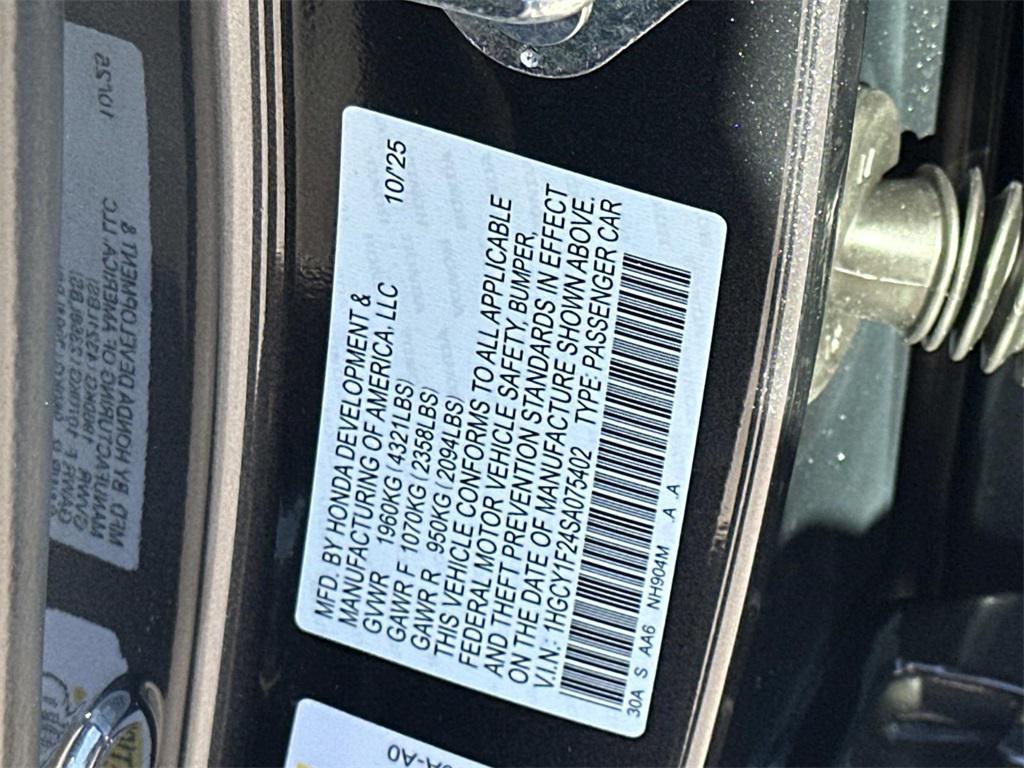 MFD. BY HONDA DEVELOPMENT &
MANUFACTURING OF AMERICA, LLC 10/'25
GVWR 1960KG (4321LBS)
GAWR F 1070KG (2358LBS)
GAWR R 950KG (2094LBS)
THIS VEHICLE CONFORMS TO ALL APPLICABLE
FEDERAL MOTOR VEHICLE SAFETY, BUMPER,
AND THEFT PREVENTION STANDARDS IN EFFECT
ON THE DATE OF MANUFACTURE SHOWN ABOVE.
V.I.N.: 1HGCY1F24SA075402 TYPE: PASSENGER CAR
30A S AA6 NH904M .A .A
A-A0